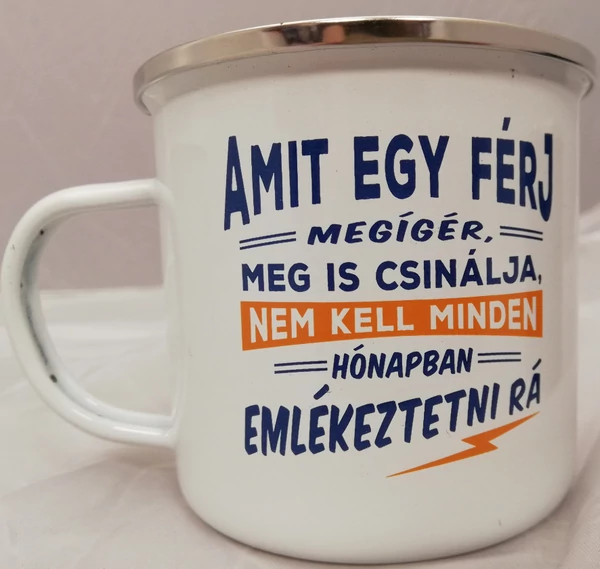 AMIT EGY FÉRJ
MEGÍGÉR,
MEG IS CSINÁLJA,
NEM KELL MINDEN
HÓNAPBAN
EMLÉKEZTETNI RÁ